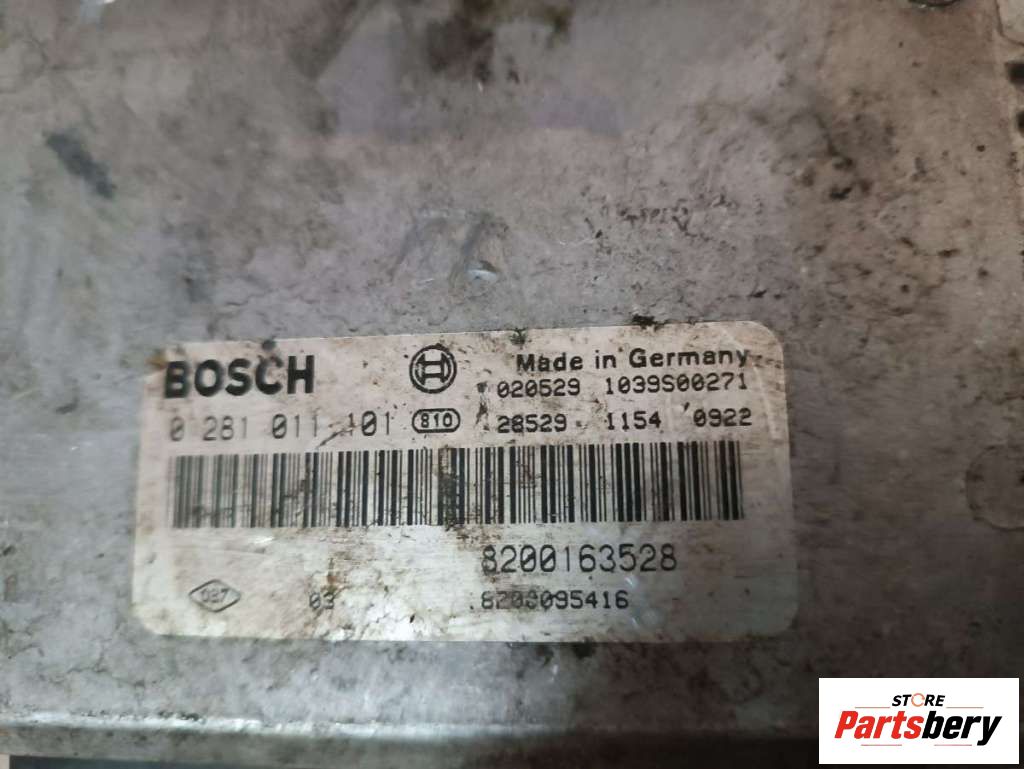 BOSCH
Made in Germany
020529 1039S00271
0 281 011 101 810 28529 1154 0922
8200163528
087 03 8200095416
STORE
Partsbery